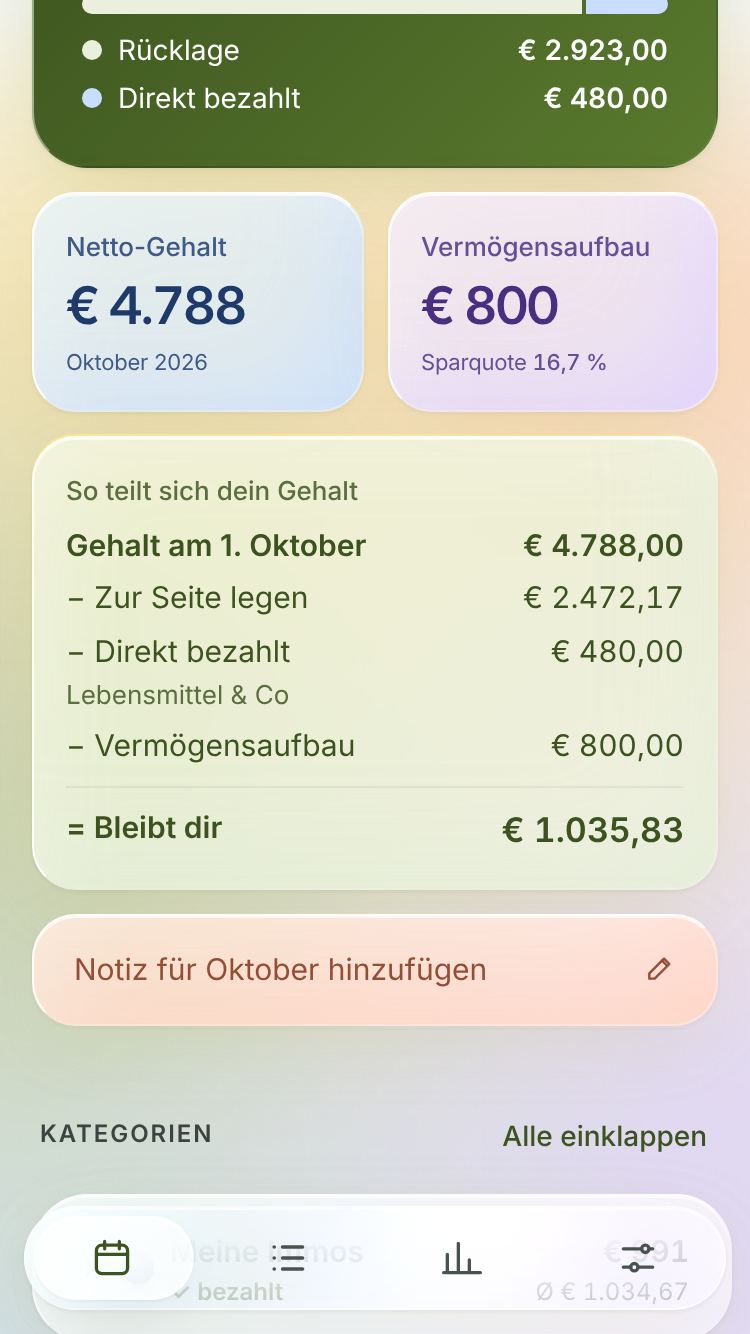 Rücklage € 2.923,00
Direkt bezahlt € 480,00
Netto-Gehalt
€ 4.788
Oktober 2026
Vermögensaufbau
€ 800
Sparquote 16,7 %
So teilt sich dein Gehalt
Gehalt am 1. Oktober € 4.788,00
– Zur Seite legen € 2.472,17
– Direkt bezahlt € 480,00
Lebensmittel & Co
– Vermögensaufbau € 800,00
= Bleibt dir € 1.035,83
Notiz für Oktober hinzufügen
KATEGORIEN Alle einklappen
Meine
✓ bezahlt Ø € 1.034,67